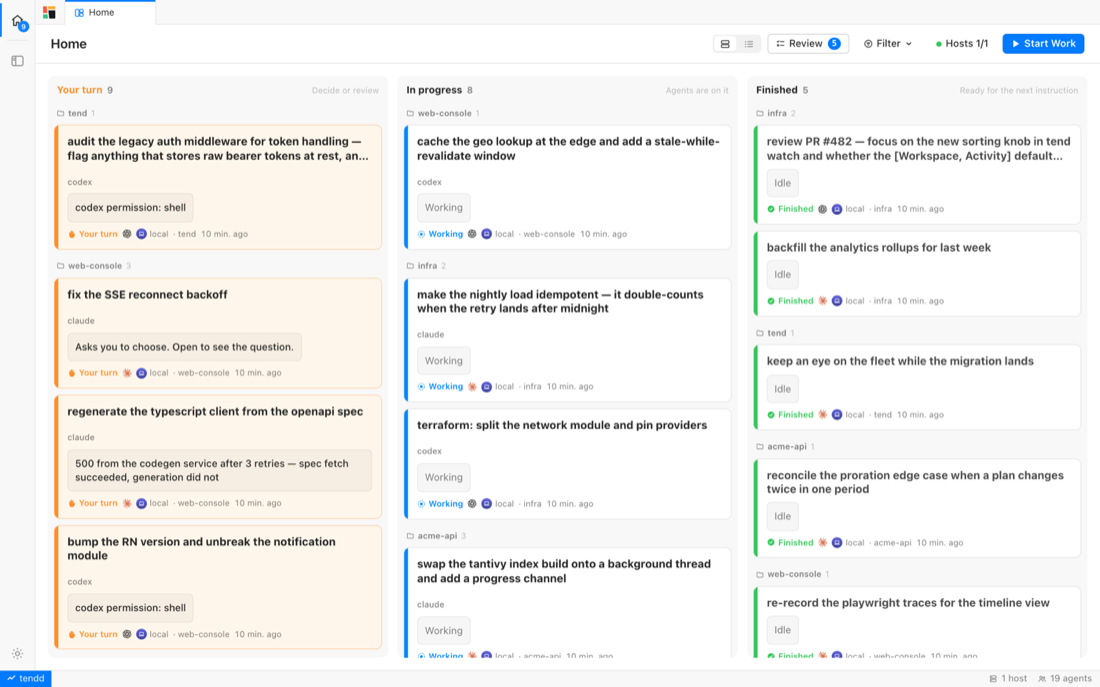 Home
9
Home
Review 5
Filter
Hosts 1/1
Start Work
Your turn 9
Decide or review
tend 1
audit the legacy auth middleware for token handling —
flag anything that stores raw bearer tokens at rest, an...
codex
codex permission: shell
Your turn local · tend 10 min. ago
web-console 3
fix the SSE reconnect backoff
claude
Asks you to choose. Open to see the question.
Your turn local · web-console 10 min. ago
regenerate the typescript client from the openapi spec
claude
500 from the codegen service after 3 retries — spec fetch
succeeded, generation did not
Your turn local · web-console 10 min. ago
bump the RN version and unbreak the notification
module
codex
codex permission: shell
Your turn local · web-console 10 min. ago
In progress 8
Agents are on it
web-console 1
cache the geo lookup at the edge and add a stale-while-
revalidate window
codex
Working
Working local · web-console 10 min. ago
infra 2
make the nightly load idempotent — it double-counts
when the retry lands after midnight
claude
Working
Working local · infra 10 min. ago
terraform: split the network module and pin providers
codex
Working
Working local · infra 10 min. ago
acme-api 3
swap the tantivy index build onto a background thread
and add a progress channel
claude
Working
Working local · acme-api 10 min. ago
Finished 5
Ready for the next instruction
infra 2
review PR #482 — focus on the new sorting knob in tend
watch and whether the [Workspace, Activity] default...
Idle
Finished local · infra 10 min. ago
backfill the analytics rollups for last week
Idle
Finished local · infra 10 min. ago
tend 1
keep an eye on the fleet while the migration lands
Idle
Finished local · tend 10 min. ago
acme-api 1
reconcile the proration edge case when a plan changes
twice in one period
Idle
Finished local · acme-api 10 min. ago
web-console 1
re-record the playwright traces for the timeline view
Idle
Finished local · web-console 10 min. ago
tendd
1 host
19 agents